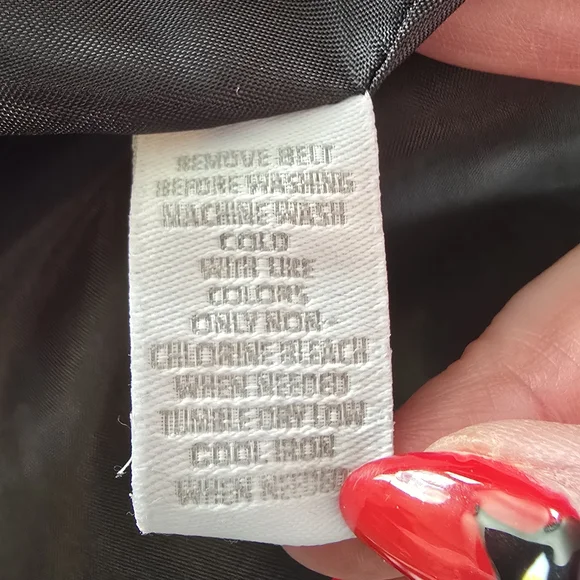 REMOVE BELT
BEFORE WASHING
MACHINE WASH
COLD
WITH LIKE
COLORS,
ONLY NON-
CHLORINE BLEACH
WHEN NEEDED
TUMBLE DRY LOW
COOL IRON
WHEN NEEDED